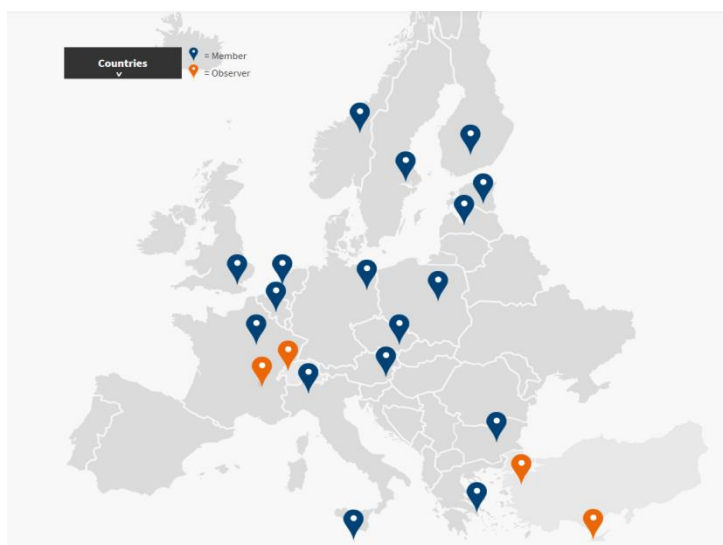 Countries
v
= Member
= Observer